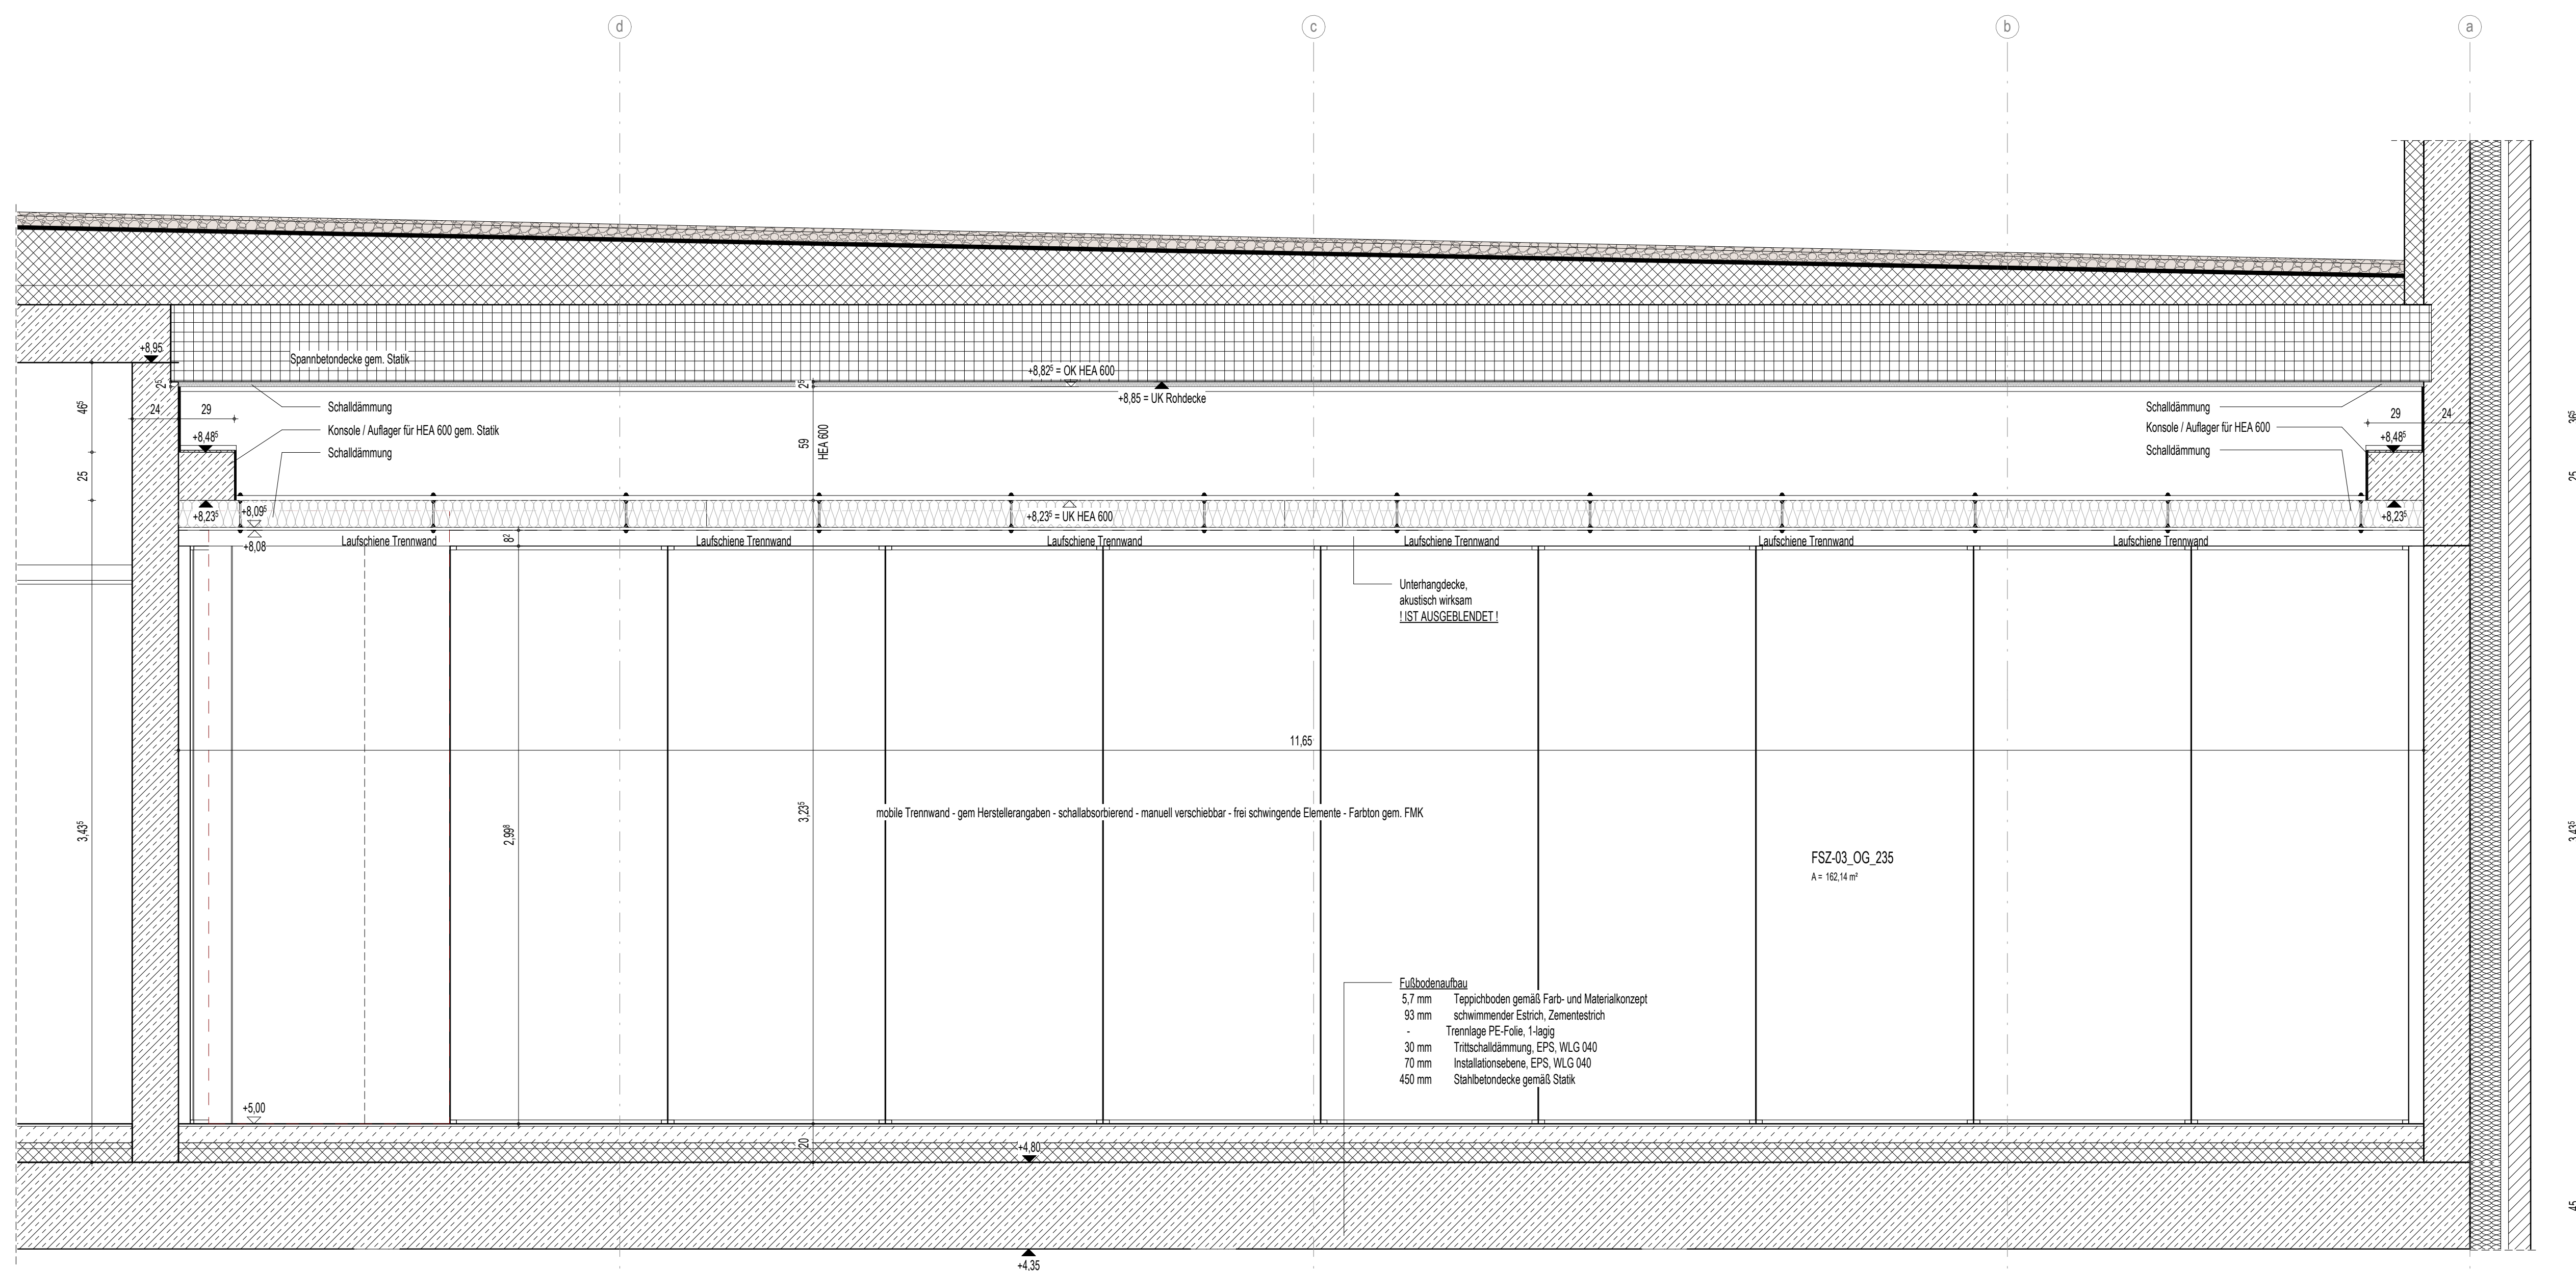 d
c
b
a
+8,95
Spannbetondecke gem. Statik
+8,82⁵ = OK HEA 600
2⁵
2⁵
+8,85 = UK Rohdecke
46⁵
24
29
Schalldämmung
+8,48⁵
Konsole / Auflager für HEA 600 gem. Statik
Schalldämmung
59
HEA 600
Schalldämmung
29
24
36⁵
Konsole / Auflager für HEA 600
+8,48⁵
Schalldämmung
25
25
+8,23⁵
+8,09⁵
+8,23⁵ = UK HEA 600
+8,23⁵
+8,08
Laufschiene Trennwand
8²
Laufschiene Trennwand
Laufschiene Trennwand
Laufschiene Trennwand
Laufschiene Trennwand
Laufschiene Trennwand
Unterhangdecke,
akustisch wirksam
! IST AUSGEBLENDET !
11,65
3,43⁵
2,99⁸
3,23⁵
mobile Trennwand - gem Herstellerangaben - schallabsorbierend - manuell verschiebbar - frei schwingende Elemente - Farbton gem. FMK
3,43⁵
FSZ-03_OG_235
A = 162,14 m²
Fußbodenaufbau
5,7 mm Teppichboden gemäß Farb- und Materialkonzept
93 mm schwimmender Estrich, Zementestrich
- Trennlage PE-Folie, 1-lagig
30 mm Trittschalldämmung, EPS, WLG 040
70 mm Installationsebene, EPS, WLG 040
450 mm Stahlbetondecke gemäß Statik
+5,00
20
+4,80
45
+4,35